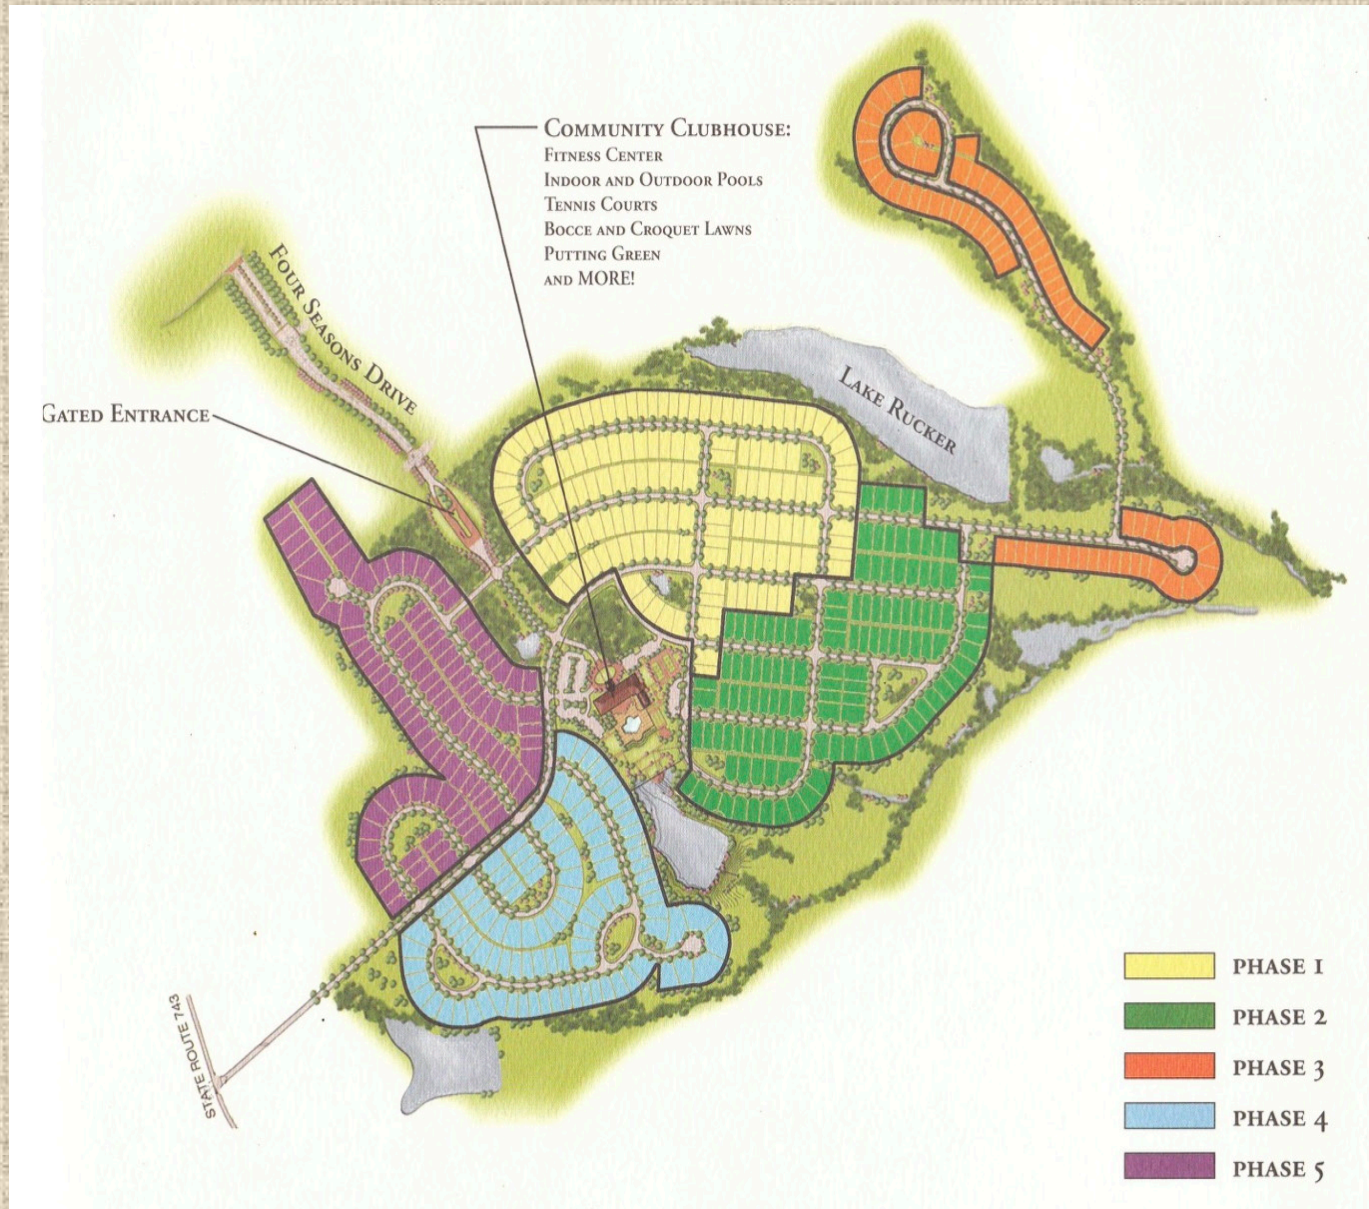 Community Clubhouse:
Fitness Center
Indoor and Outdoor Pools
Tennis Courts
Bocce and Croquet Lawns
Putting Green
and MORE!
Four Seasons Drive
Gated Entrance
Lake Rucker
STATE ROUTE 743
PHASE 1
PHASE 2
PHASE 3
PHASE 4
PHASE 5